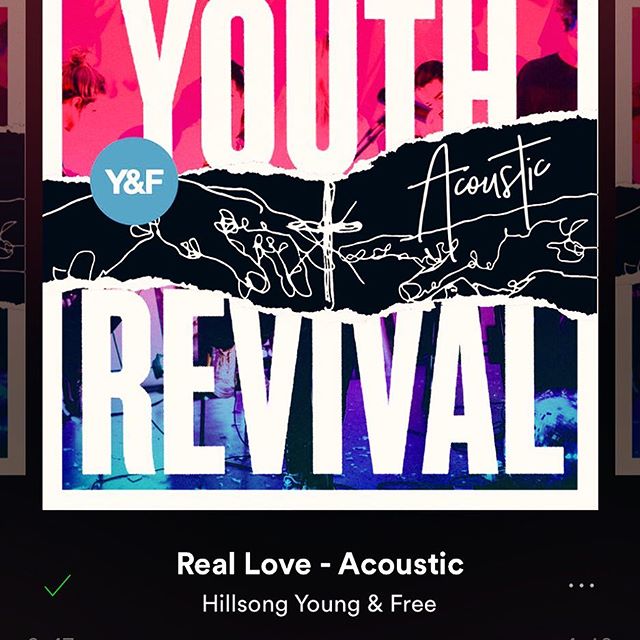 YOUTH
Y&F
Acoustic
REVIVAL
Real Love - Acoustic
Hillsong Young & Free